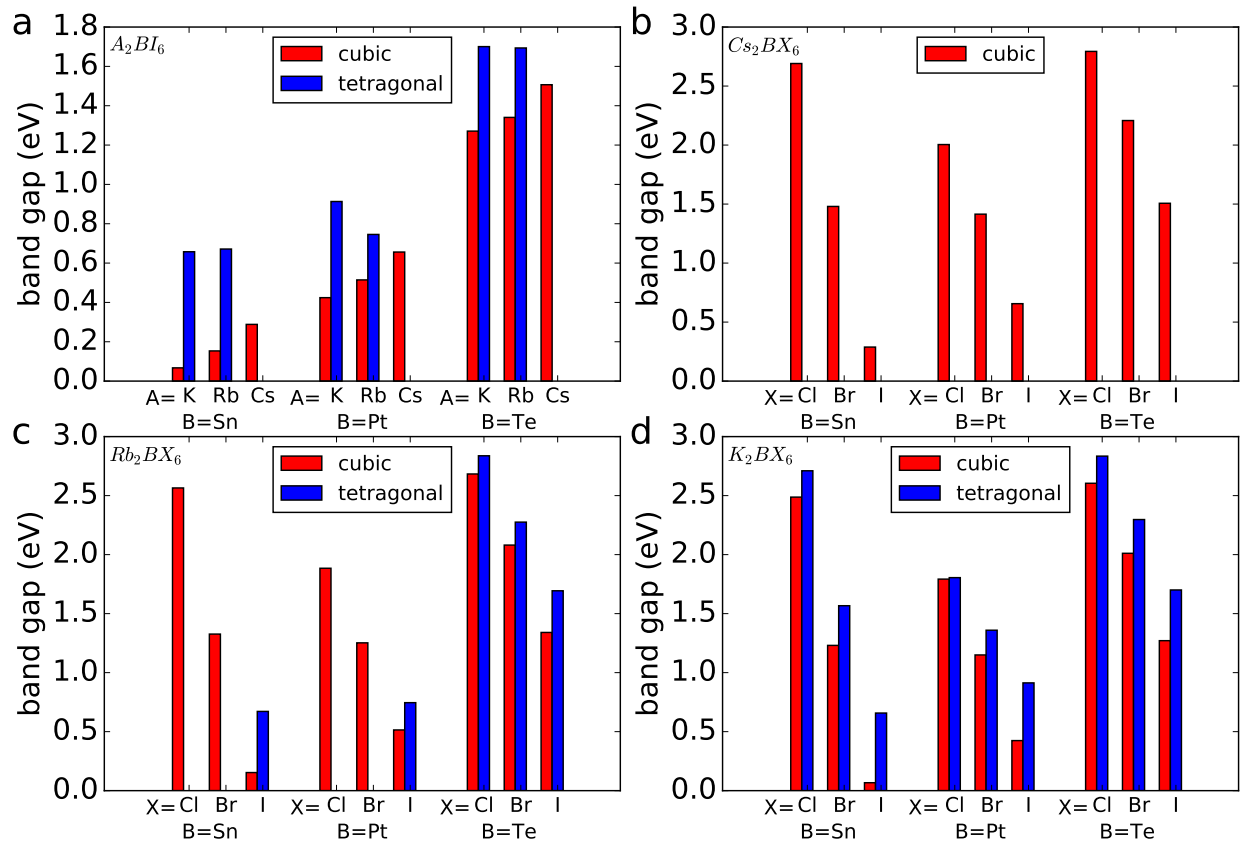 a
A₂BI₆
cubic
tetragonal
band gap (eV)
1.8
1.6
1.4
1.2
1.0
0.8
0.6
0.4
0.2
0.0
A= K Rb Cs A= K Rb Cs A= K Rb Cs
B=Sn B=Pt B=Te
b
Cs₂BX₆
cubic
band gap (eV)
3.0
2.5
2.0
1.5
1.0
0.5
0.0
X= Cl Br I X= Cl Br I X= Cl Br I
B=Sn B=Pt B=Te
c
Rb₂BX₆
cubic
tetragonal
band gap (eV)
3.0
2.5
2.0
1.5
1.0
0.5
0.0
X= Cl Br I X= Cl Br I X= Cl Br I
B=Sn B=Pt B=Te
d
K₂BX₆
cubic
tetragonal
band gap (eV)
3.0
2.5
2.0
1.5
1.0
0.5
0.0
X= Cl Br I X= Cl Br I X= Cl Br I
B=Sn B=Pt B=Te